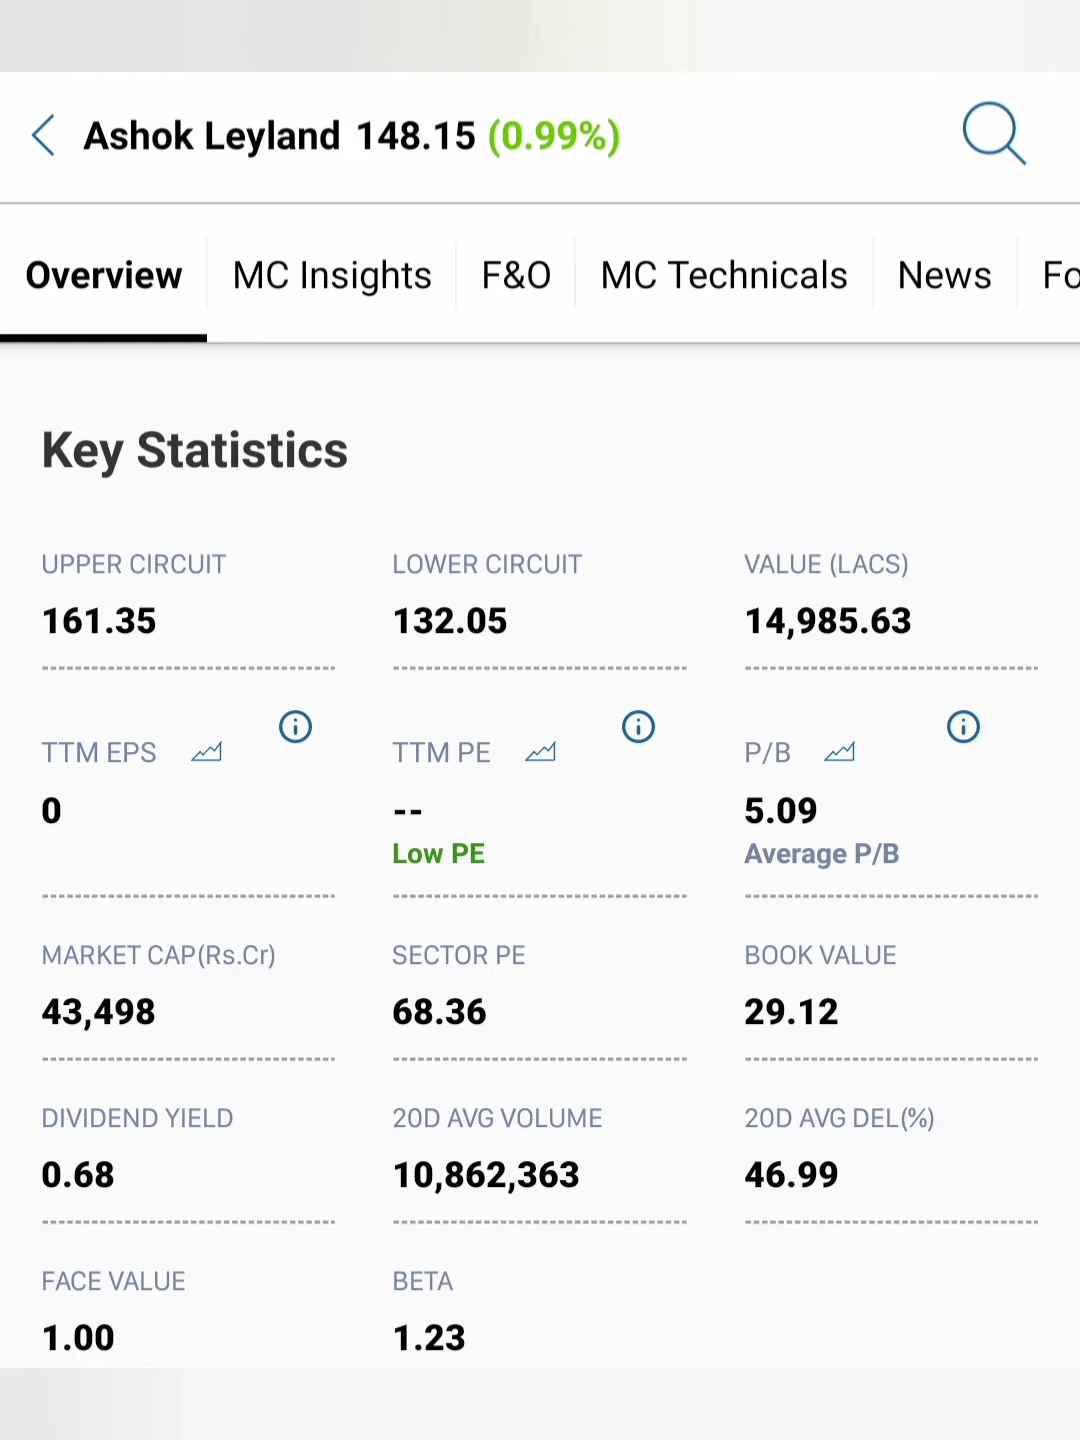 Ashok Leyland 148.15 (0.99%)
Overview MC Insights F&O MC Technicals News Fo
Key Statistics
UPPER CIRCUIT LOWER CIRCUIT VALUE (LACS)
161.35 132.05 14,985.63
TTM EPS TTM PE P/B
0 -- 5.09
Low PE Average P/B
MARKET CAP(Rs.Cr) SECTOR PE BOOK VALUE
43,498 68.36 29.12
DIVIDEND YIELD 20D AVG VOLUME 20D AVG DEL(%)
0.68 10,862,363 46.99
FACE VALUE BETA
1.00 1.23